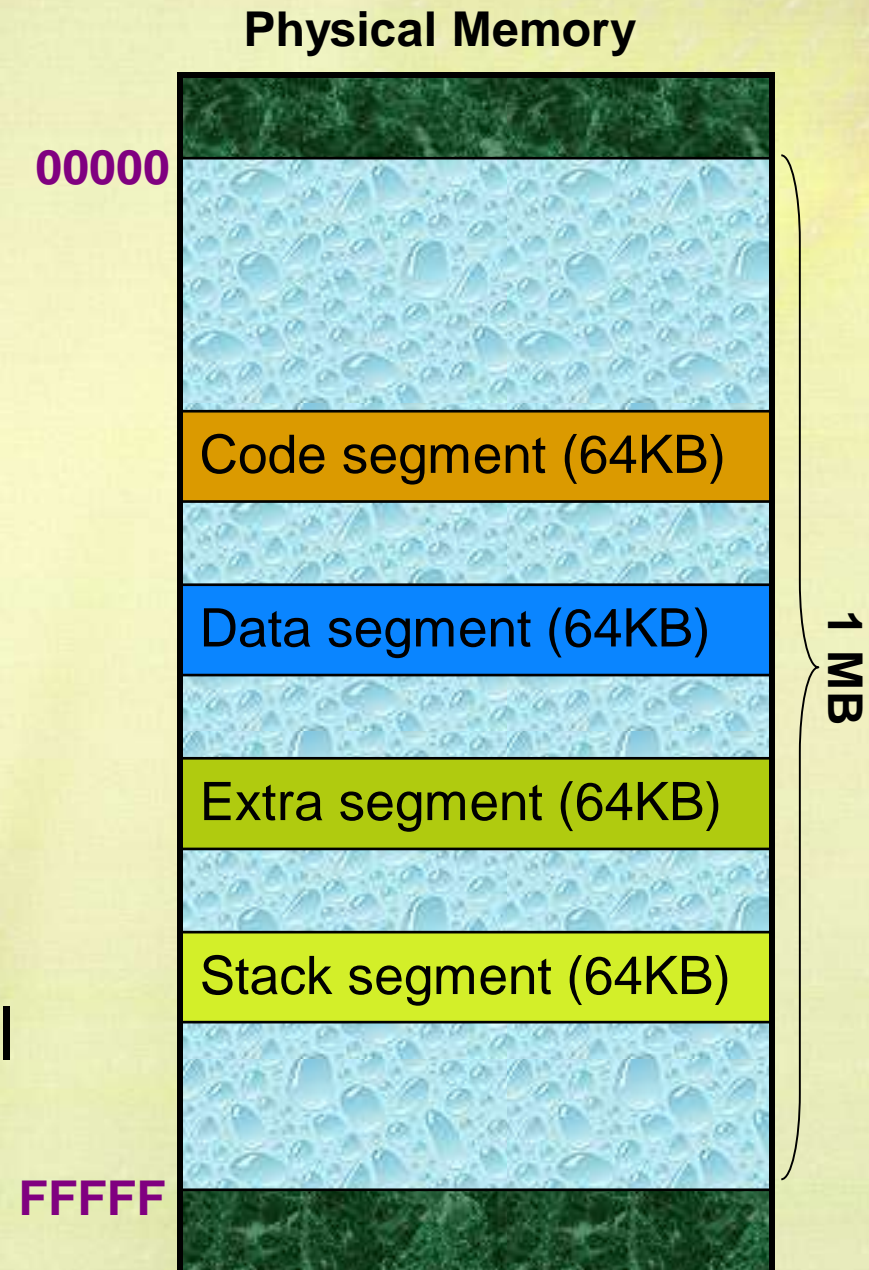 Physical Memory
00000
Code segment (64KB)
Data segment (64KB)
1 MB
Extra segment (64KB)
Stack segment (64KB)
FFFFF